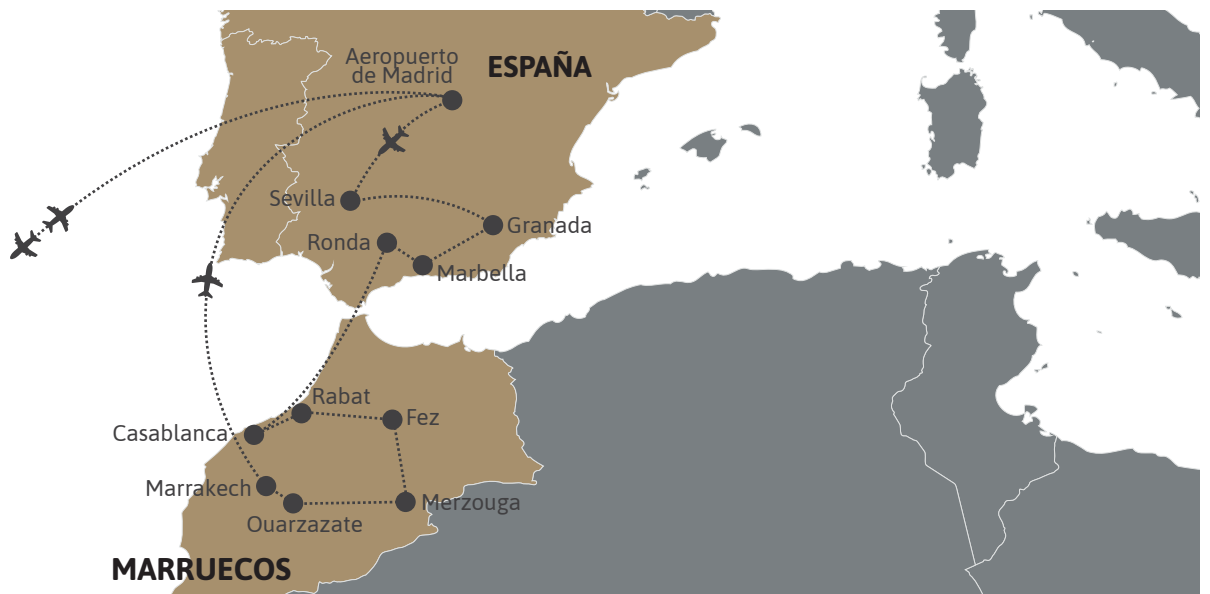 Aeropuerto
de Madrid
ESPAÑA
Sevilla
Granada
Ronda
Marbella
Rabat
Fez
Casablanca
Marrakech
Merzouga
Ouarzazate
MARRUECOS